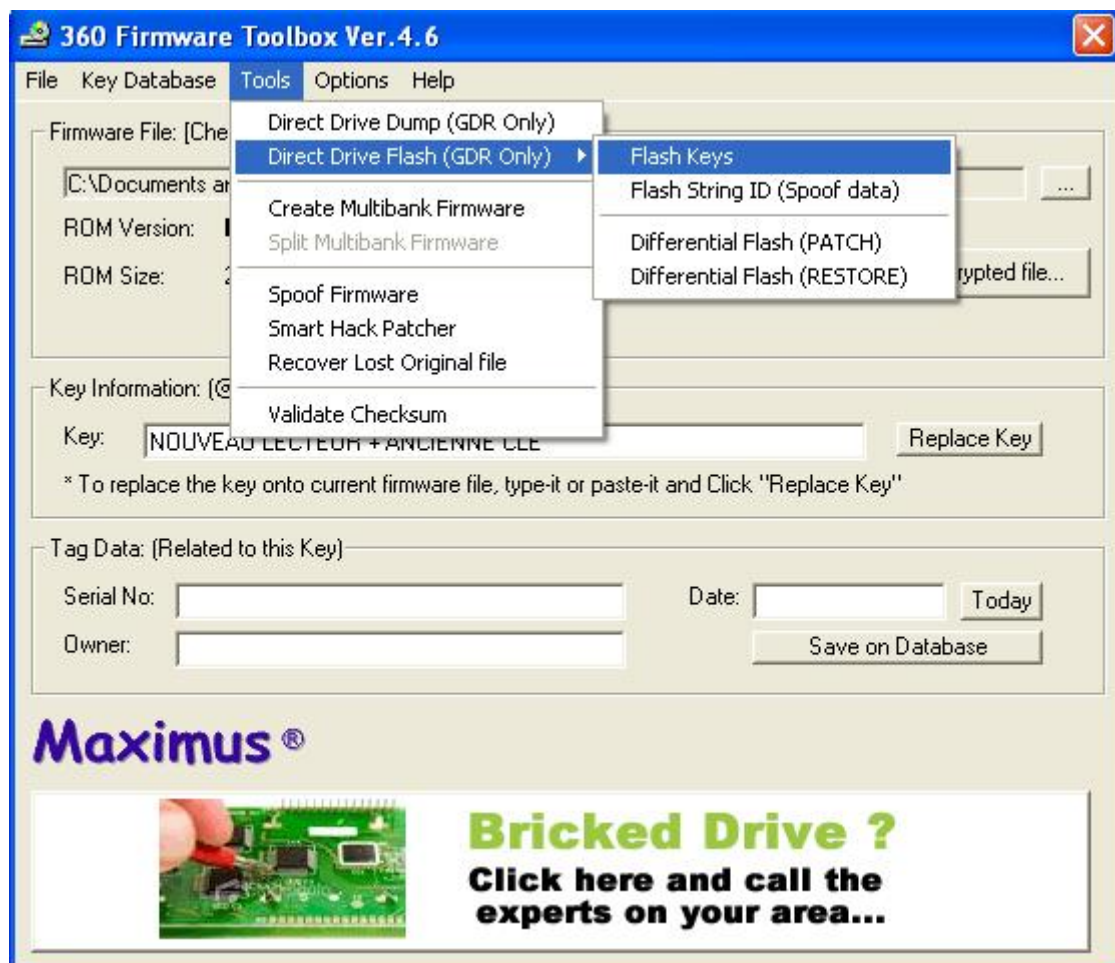 360 Firmware Toolbox Ver.4.6
File Key Database Tools Options Help
Firmware File: [Che
Direct Drive Dump (GDR Only)
Direct Drive Flash (GDR Only)
Flash Keys
C:\Documents ar
...
Flash String ID (Spoof data)
Create Multibank Firmware
ROM Version:
Split Multibank Firmware
Differential Flash (PATCH)
ROM Size:
Differential Flash (RESTORE)
rypted file...
Spoof Firmware
Smart Hack Patcher
Recover Lost Original file
Key Information: (@
Validate Checksum
Key: NOUVEAU LECTEUR + ANCIENNE CLE Replace Key
* To replace the key onto current firmware file, type-it or paste-it and Click "Replace Key"
Tag Data: (Related to this Key)
Serial No: Date: Today
Owner: Save on Database
Maximus ®
Bricked Drive ?
Click here and call the
experts on your area...